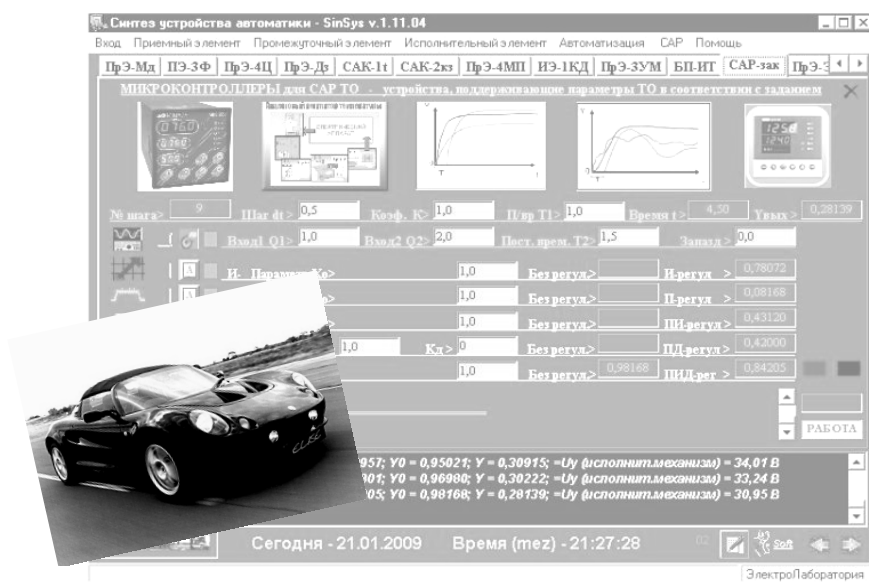 Синтез устройства автоматики - SinSys v.1.11.04
Вход Приемный элемент Промежуточный элемент Исполнительный элемент Автоматизация САР Помощь
ПрЭ-Мд ПЭ-3Ф ПрЭ-4Ц ПрЭ-Дз САК-1t САК-2кз ПрЭ-4МП ИЭ-1КД ПрЭ-3УМ БП-ИТ САР-зак ПрЭ-
МИКРОКОНТРОЛЛЕРЫ для САР ТО - устройства, поддерживающие параметры ТО в соответствии с заданием
№ шага> 9 Шаг dt> 0,5 Коэф. К> 1,0 П/вр T1> 1,0 Время t > 4,50 Yвых > 0,28139
Вход1 Q1> 1,0 Вход2 Q2> 2,0 Пост. врем. T2> 1,5 Запазд > 0,0
И- Параметр Ко> 1,0 Без регул.> И-регул > 0,78072
1,0 Без регул.> П-регул > 0,08168
1,0 Без регул.> ПИ-регул > 0,43120
1,0 Кд > 0 Без регул.> ПД-регул > 0,42000
1,0 Без регул.> 0,98168 ПИД-рег > 0,84205
РАБОТА
957; Y0 = 0,95021; Y = 0,30915; =Uy (исполнит.механизм) = 34,01 В
801; Y0 = 0,96980; Y = 0,30222; =Uy (исполнит.механизм) = 33,24 В
05; Y0 = 0,98168; Y = 0,28139; =Uy (исполнит.механизм) = 30,95 В
Сегодня - 21.01.2009 Время (mez) - 21:27:28 02 Soft
ЭлектроЛаборатория